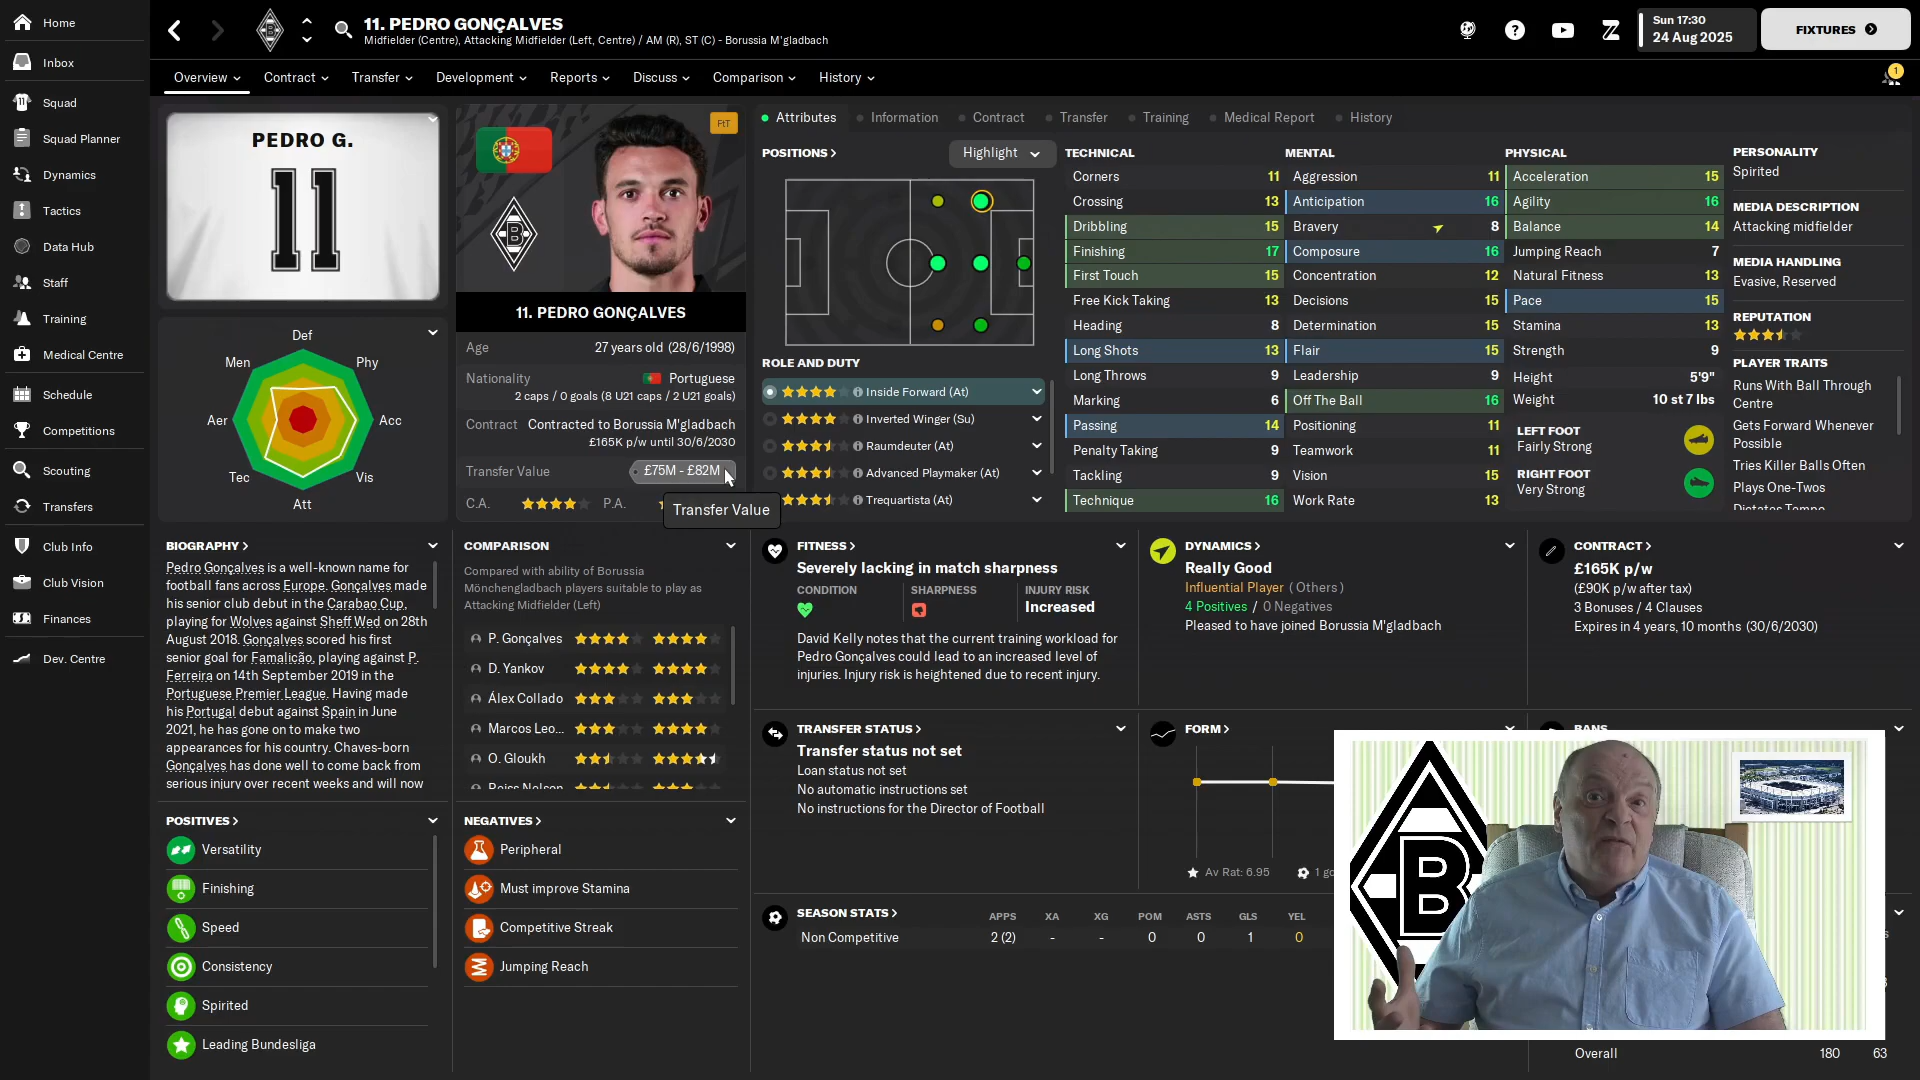 Home
Inbox
Squad
Squad Planner
Dynamics
Tactics
Data Hub
Staff
Training
Medical Centre
Schedule
Competitions
Scouting
Transfers
Club Info
Club Vision
Finances
Dev. Centre
11. PEDRO GONÇALVES
Midfielder (Centre), Attacking Midfielder (Left, Centre) / AM (R), ST (C) - Borussia M'gladbach
Sun 17:30
24 Aug 2025
FIXTURES
Overview
Contract
Transfer
Development
Reports
Discuss
Comparison
History
1
PEDRO G.
11
Def
Phy
Acc
Vis
Att
Tec
Aer
Men
FtT
11. PEDRO GONÇALVES
Age 27 years old (28/6/1998)
Nationality Portuguese
2 caps / 0 goals (8 U21 caps / 2 U21 goals)
Contract Contracted to Borussia M'gladbach
£165K p/w until 30/6/2030
Transfer Value £75M - £82M
C.A. P.A.
Transfer Value
Attributes
Information
Contract
Transfer
Training
Medical Report
History
POSITIONS
Highlight
ROLE AND DUTY
Inside Forward (At)
Inverted Winger (Su)
Raumdeuter (At)
Advanced Playmaker (At)
Trequartista (At)
TECHNICAL
Corners 11
Crossing 13
Dribbling 15
Finishing 17
First Touch 15
Free Kick Taking 13
Heading 8
Long Shots 13
Long Throws 9
Marking 6
Passing 14
Penalty Taking 9
Tackling 9
Technique 16
MENTAL
Aggression 11
Anticipation 16
Bravery 8
Composure 16
Concentration 12
Decisions 15
Determination 15
Flair 15
Leadership 9
Off The Ball 16
Positioning 11
Teamwork 11
Vision 15
Work Rate 13
PHYSICAL
Acceleration 15
Agility 16
Balance 14
Jumping Reach 7
Natural Fitness 13
Pace 15
Stamina 13
Strength 9
Height 5'9"
Weight 10 st 7 lbs
LEFT FOOT
Fairly Strong
RIGHT FOOT
Very Strong
PERSONALITY
Spirited
MEDIA DESCRIPTION
Attacking midfielder
MEDIA HANDLING
Evasive, Reserved
REPUTATION
PLAYER TRAITS
Runs With Ball Through
Centre
Gets Forward Whenever
Possible
Tries Killer Balls Often
Plays One-Twos
Dictates Tempo
BIOGRAPHY
Pedro Gonçalves is a well-known name for
football fans across Europe. Gonçalves made
his senior club debut in the Carabao Cup,
playing for Wolves against Sheff Wed on 28th
August 2018. Gonçalves scored his first
senior goal for Famalicão, playing against P.
Ferreira on 14th September 2019 in the
Portuguese Premier League. Having made
his Portugal debut against Spain in June
2021, he has gone on to make two
appearances for his country. Chaves-born
Gonçalves has done well to come back from
serious injury over recent weeks and will now
COMPARISON
Compared with ability of Borussia
Mönchengladbach players suitable to play as
Attacking Midfielder (Left)
P. Gonçalves
D. Yankov
Álex Collado
Marcos Leo...
O. Gloukh
Reiss Nelson
FITNESS
Severely lacking in match sharpness
CONDITION
SHARPNESS
INJURY RISK
Increased
David Kelly notes that the current training workload for
Pedro Gonçalves could lead to an increased level of
injuries. Injury risk is heightened due to recent injury.
DYNAMICS
Really Good
Influential Player (Others)
4 Positives / 0 Negatives
Pleased to have joined Borussia M'gladbach
CONTRACT
£165K p/w
(£90K p/w after tax)
3 Bonuses / 4 Clauses
Expires in 4 years, 10 months (30/6/2030)
TRANSFER STATUS
Transfer status not set
Loan status not set
No automatic instructions set
No instructions for the Director of Football
FORM
Av Rat: 6.95
1 go
BANS
POSITIVES
Versatility
Finishing
Speed
Consistency
Spirited
Leading Bundesliga
NEGATIVES
Peripheral
Must improve Stamina
Competitive Streak
Jumping Reach
SEASON STATS
APPS XA XG POM ASTS GLS YEL
Non Competitive 2 (2) - - 0 0 1 0
B
Overall 180 63